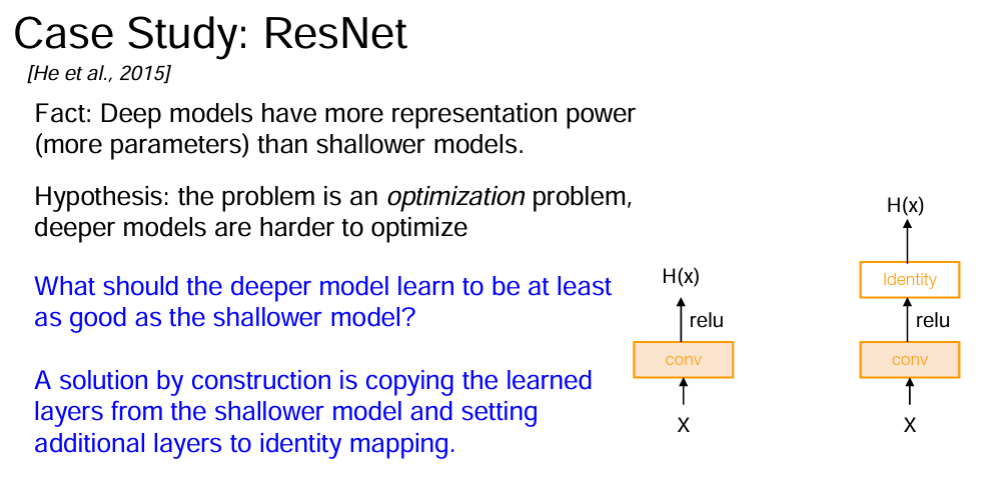 Case Study: ResNet
[He et al., 2015]
Fact: Deep models have more representation power
(more parameters) than shallower models.
Hypothesis: the problem is an optimization problem,
deeper models are harder to optimize
What should the deeper model learn to be at least
as good as the shallower model?
A solution by construction is copying the learned
layers from the shallower model and setting
additional layers to identity mapping.
H(x)
relu
conv
X
H(x)
Identity
relu
conv
X